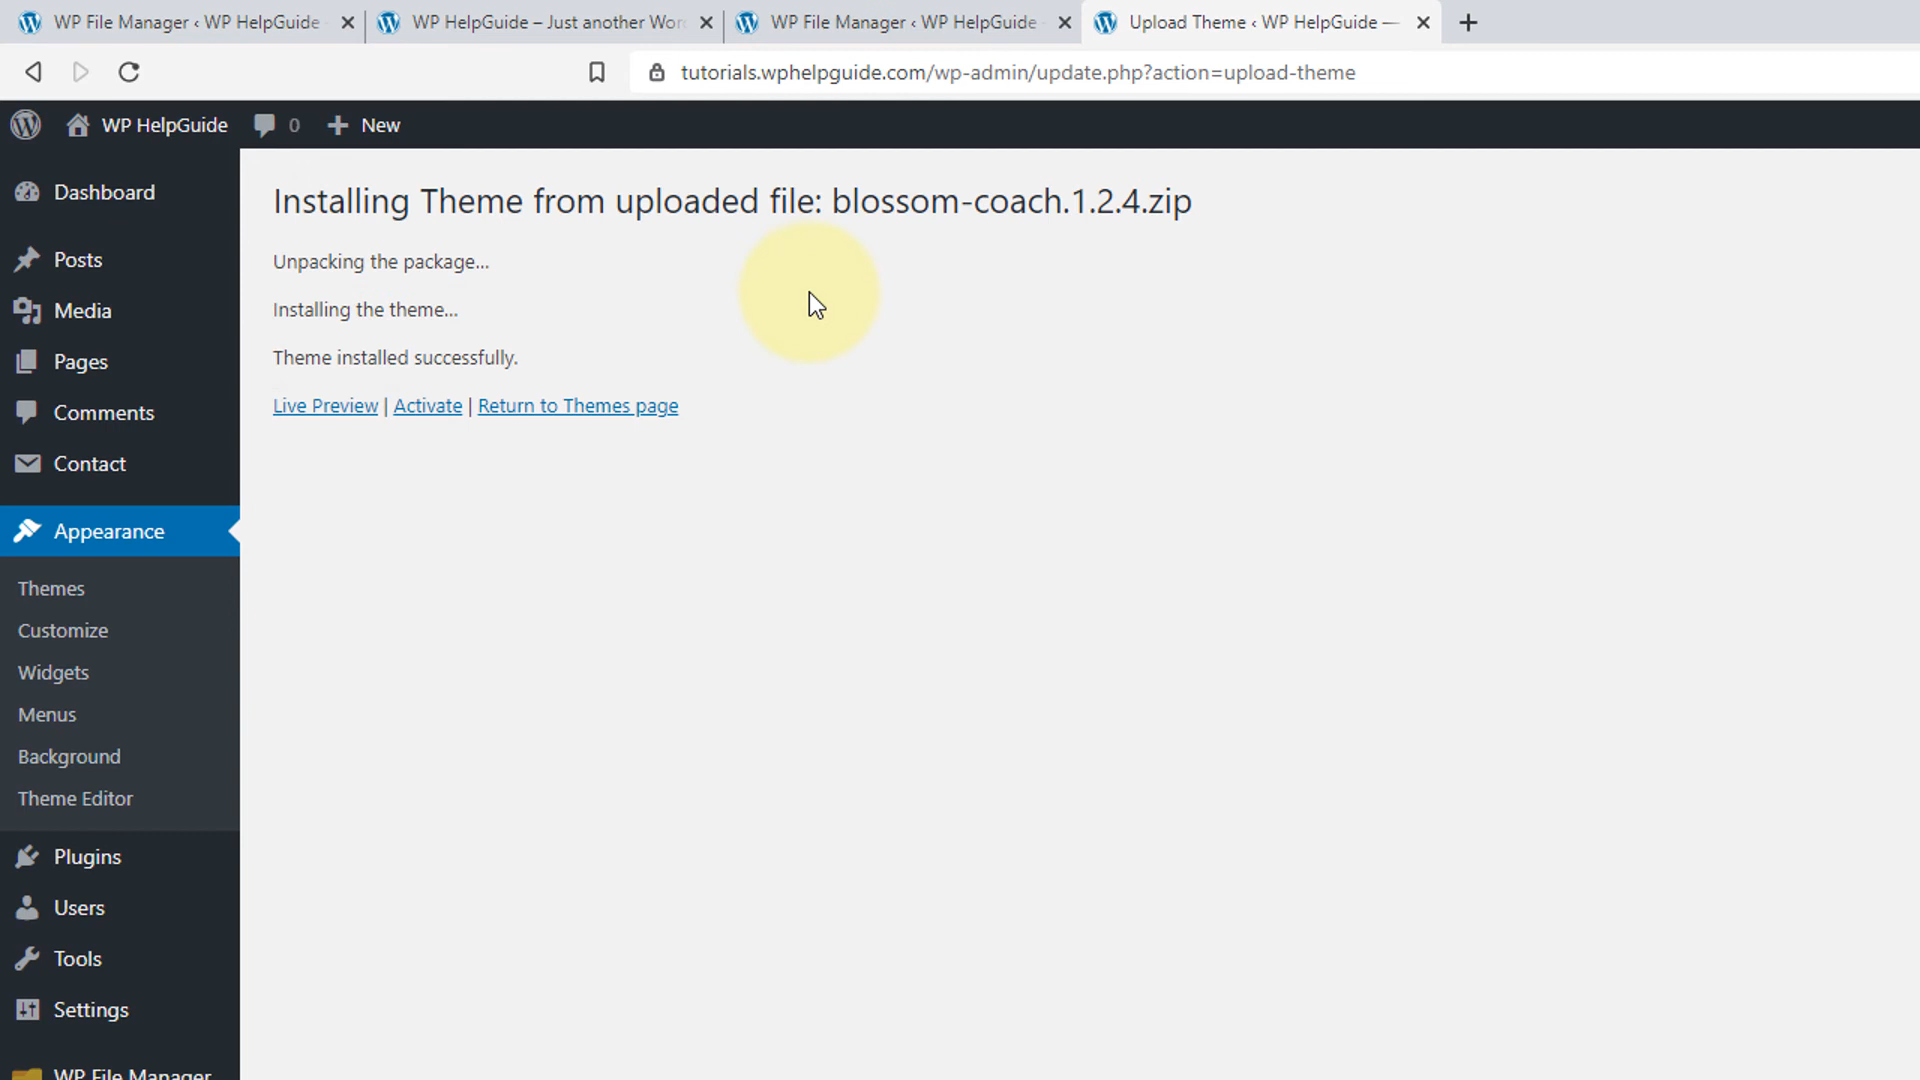 WP File Manager ‹ WP HelpGuide
WP HelpGuide – Just another Wor
WP File Manager ‹ WP HelpGuide
Upload Theme ‹ WP HelpGuide —
tutorials.wphelpguide.com/wp-admin/update.php?action=upload-theme
WP HelpGuide 0 New
Dashboard
Posts
Media
Pages
Comments
Contact
Appearance
Themes
Customize
Widgets
Menus
Background
Theme Editor
Plugins
Users
Tools
Settings
WP File Manager
Installing Theme from uploaded file: blossom-coach.1.2.4.zip
Unpacking the package...
Installing the theme...
Theme installed successfully.
Live Preview | Activate | Return to Themes page